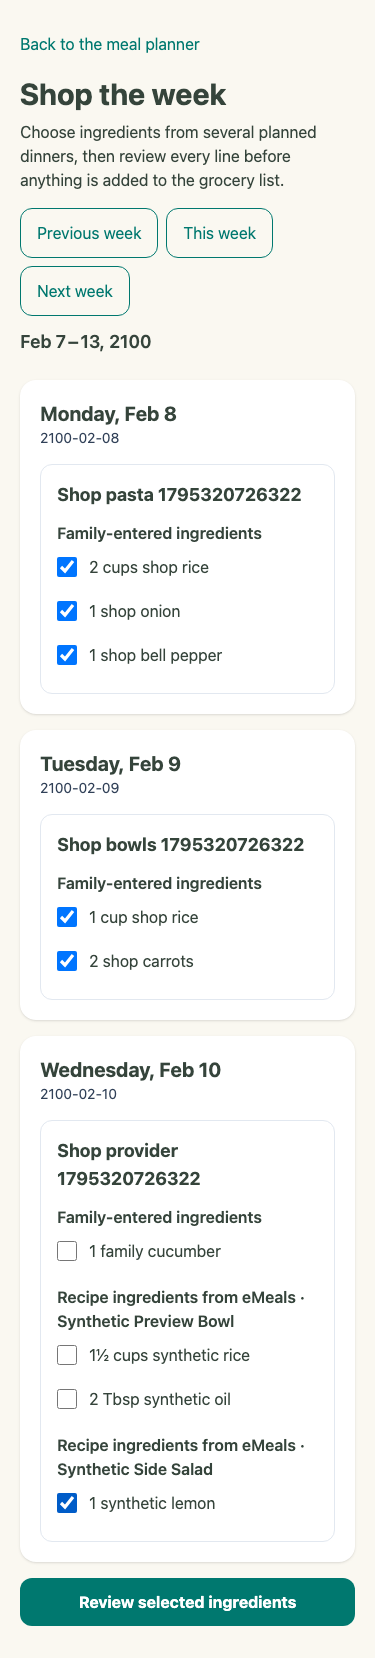 Back to the meal planner
Shop the week
Choose ingredients from several planned
dinners, then review every line before
anything is added to the grocery list.
Previous week
This week
Next week
Feb 7–13, 2100
Monday, Feb 8
2100-02-08
Shop pasta 1795320726322
Family-entered ingredients
2 cups shop rice
1 shop onion
1 shop bell pepper
Tuesday, Feb 9
2100-02-09
Shop bowls 1795320726322
Family-entered ingredients
1 cup shop rice
2 shop carrots
Wednesday, Feb 10
2100-02-10
Shop provider
1795320726322
Family-entered ingredients
1 family cucumber
Recipe ingredients from eMeals ·
Synthetic Preview Bowl
1½ cups synthetic rice
2 Tbsp synthetic oil
Recipe ingredients from eMeals ·
Synthetic Side Salad
1 synthetic lemon
Review selected ingredients